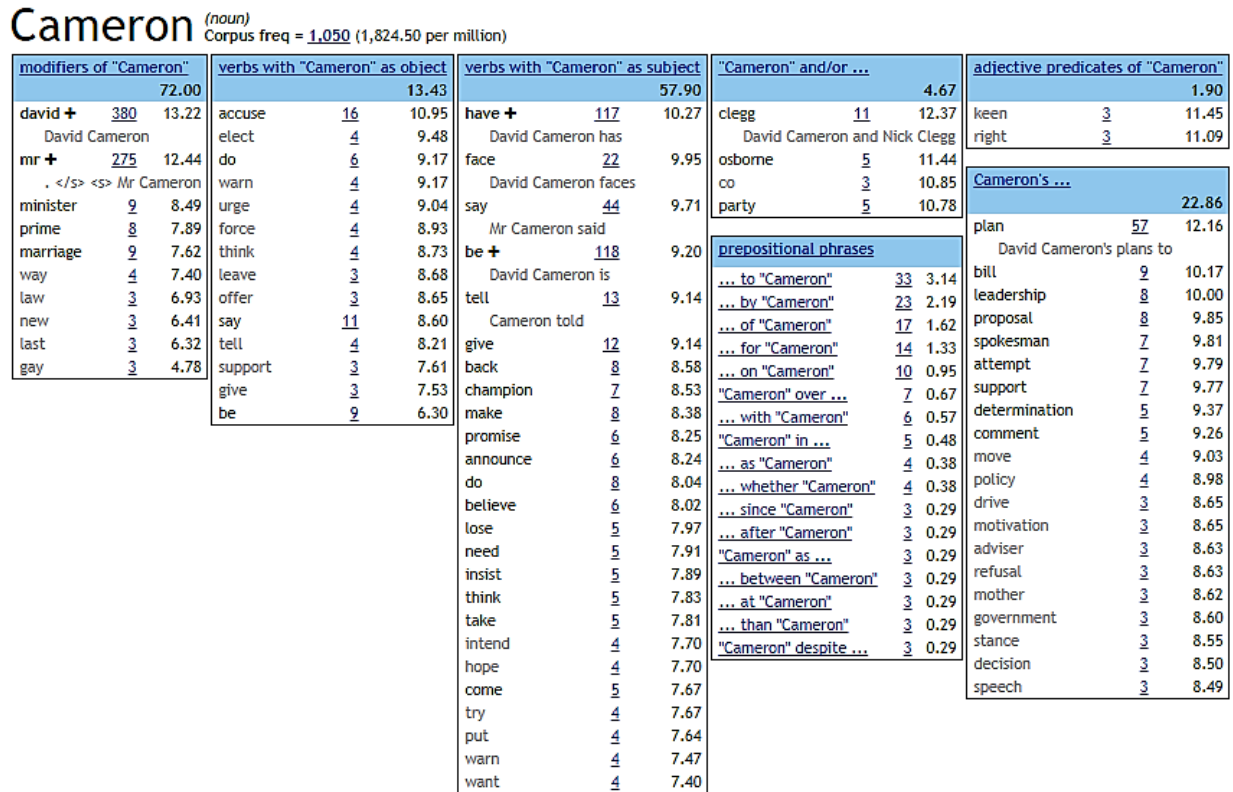 Cameron (noun)
Corpus freq = 1,050 (1,824.50 per million)
modifiers of "Cameron"
72.00
david + 380 13.22
David Cameron
mr + 275 12.44
. </s> <s> Mr Cameron
minister 9 8.49
prime 8 7.89
marriage 9 7.62
way 4 7.40
law 3 6.93
new 3 6.41
last 3 6.32
gay 3 4.78
verbs with "Cameron" as object
13.43
accuse 16 10.95
elect 4 9.48
do 6 9.17
warn 4 9.17
urge 4 9.04
force 4 8.93
think 4 8.73
leave 3 8.68
offer 3 8.65
say 11 8.60
tell 4 8.21
support 3 7.61
give 3 7.53
be 9 6.30
verbs with "Cameron" as subject
57.90
have + 117 10.27
David Cameron has
face 22 9.95
David Cameron faces
say 44 9.71
Mr Cameron said
be + 118 9.20
David Cameron is
tell 13 9.14
Cameron told
give 12 9.14
back 8 8.58
champion 7 8.53
make 8 8.38
promise 6 8.25
announce 6 8.24
do 8 8.04
believe 6 8.02
lose 5 7.97
need 5 7.91
insist 5 7.89
think 5 7.83
take 5 7.81
intend 4 7.70
hope 4 7.70
come 5 7.67
try 4 7.67
put 4 7.64
warn 4 7.47
want 4 7.40
"Cameron" and/or ...
4.67
clegg 11 12.37
David Cameron and Nick Clegg
osborne 5 11.44
co 3 10.85
party 5 10.78
prepositional phrases
... to "Cameron" 33 3.14
... by "Cameron" 23 2.19
... of "Cameron" 17 1.62
... for "Cameron" 14 1.33
... on "Cameron" 10 0.95
"Cameron" over ... 7 0.67
... with "Cameron" 6 0.57
"Cameron" in ... 5 0.48
... as "Cameron" 4 0.38
... whether "Cameron" 4 0.38
... since "Cameron" 3 0.29
... after "Cameron" 3 0.29
"Cameron" as ... 3 0.29
... between "Cameron" 3 0.29
... at "Cameron" 3 0.29
... than "Cameron" 3 0.29
"Cameron" despite ... 3 0.29
adjective predicates of "Cameron"
1.90
keen 3 11.45
right 3 11.09
Cameron's ...
22.86
plan 57 12.16
David Cameron's plans to
bill 9 10.17
leadership 8 10.00
proposal 8 9.85
spokesman 7 9.81
attempt 7 9.79
support 7 9.77
determination 5 9.37
comment 5 9.26
move 4 9.03
policy 4 8.98
drive 3 8.65
motivation 3 8.65
adviser 3 8.63
refusal 3 8.63
mother 3 8.62
government 3 8.60
stance 3 8.55
decision 3 8.50
speech 3 8.49